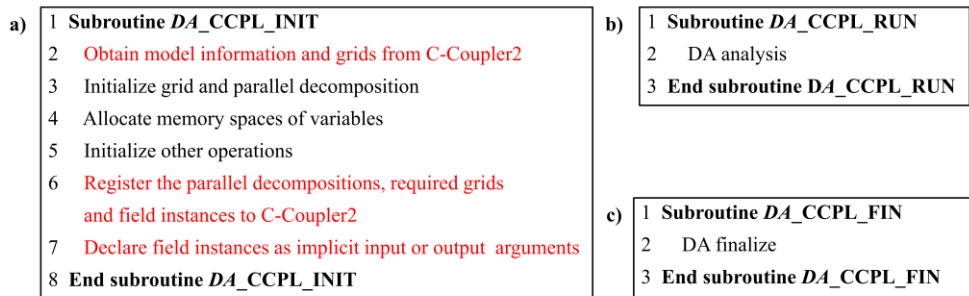 a)
1 Subroutine DA_CCPL_INIT
2 Obtain model information and grids from C-Coupler2
3 Initialize grid and parallel decomposition
4 Allocate memory spaces of variables
5 Initialize other operations
6 Register the parallel decompositions, required grids
and field instances to C-Coupler2
7 Declare field instances as implicit input or output arguments
8 End subroutine DA_CCPL_INIT
b)
1 Subroutine DA_CCPL_RUN
2 DA analysis
3 End subroutine DA_CCPL_RUN
c)
1 Subroutine DA_CCPL_FIN
2 DA finalize
3 End subroutine DA_CCPL_FIN